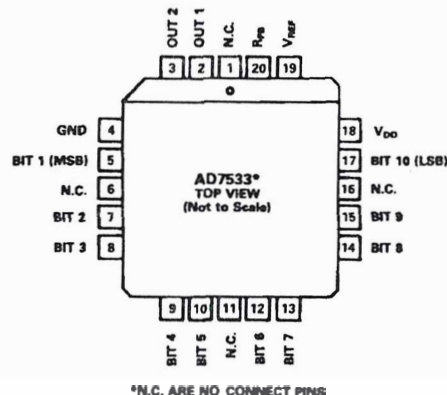 OUT 2
OUT 1
N.C.
R_FB
V_REF
3
2
1
20
19
GND
4
18
V_DD
BIT 1 (MSB)
5
17
BIT 10 (LSB)
N.C.
6
AD7533*
TOP VIEW
(Not to Scale)
16
N.C.
BIT 2
7
15
BIT 9
BIT 3
8
14
BIT 8
9
10
11
12
13
BIT 4
BIT 5
N.C.
BIT 6
BIT 7
*N.C. ARE NO CONNECT PINS